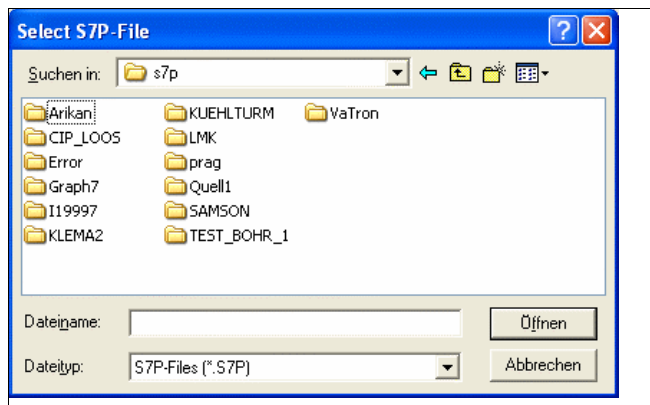 Select S7P-File
Suchen in: s7p
Arikan KUEHLTURM VaTron
CIP_LOOS LMK
Error prag
Graph7 Quell1
I19997 SAMSON
KLEMA2 TEST_BOHR_1
Dateiname: Öffnen
Dateityp: S7P-Files (*.S7P) Abbrechen